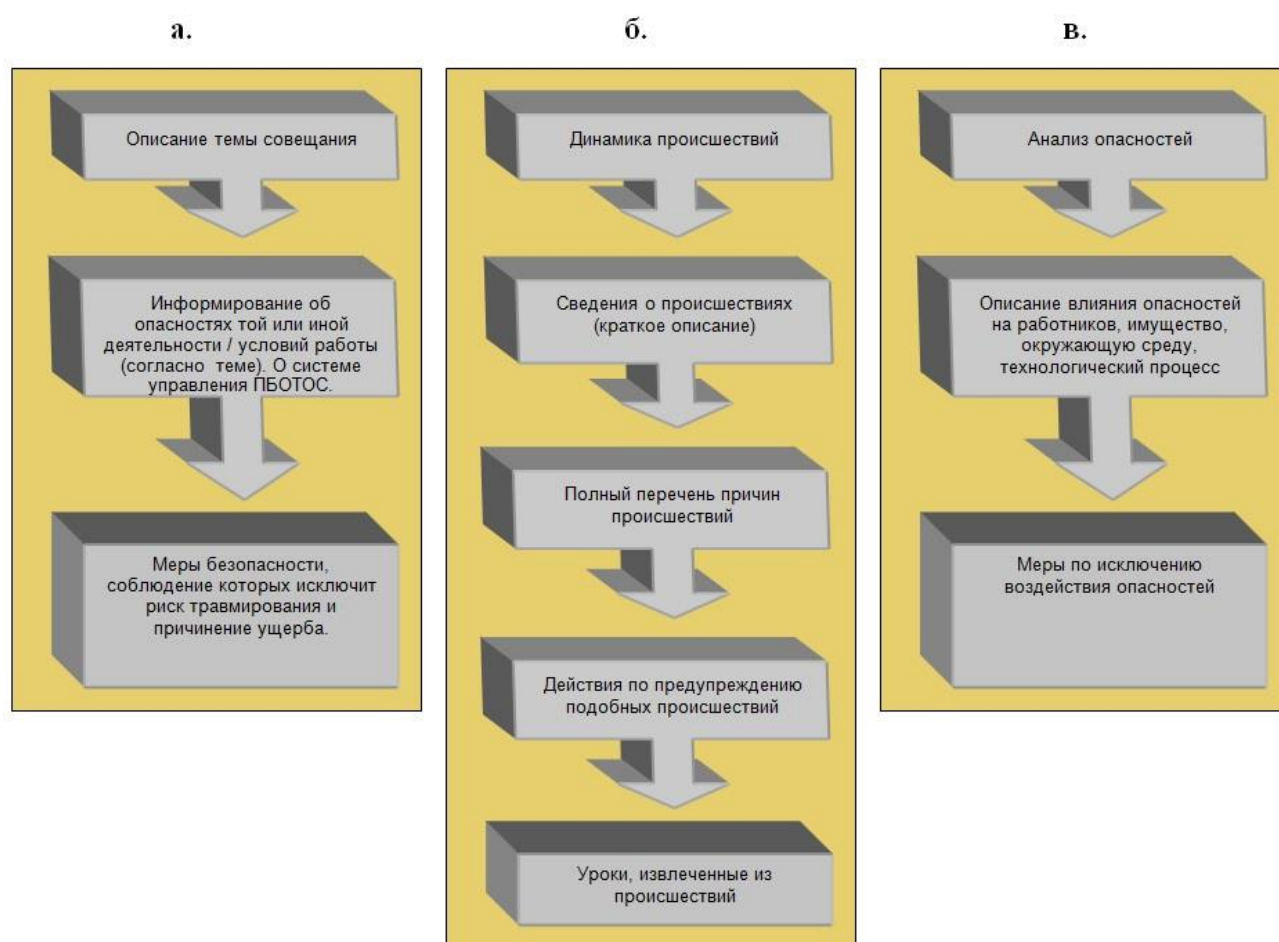 а.
Описание темы совещания
Информирование об
опасностях той или иной
деятельности / условий работы
(согласно теме). О системе
управления ПБОТОС.
Меры безопасности,
соблюдение которых исключит
риск травмирования и
причинение ущерба.
б.
Динамика происшествий
Сведения о происшествиях
(краткое описание)
Полный перечень причин
происшествий
Действия по предупреждению
подобных происшествий
Уроки, извлеченные из
происшествий
в.
Анализ опасностей
Описание влияния опасностей
на работников, имущество,
окружающую среду,
технологический процесс
Меры по исключению
воздействия опасностей